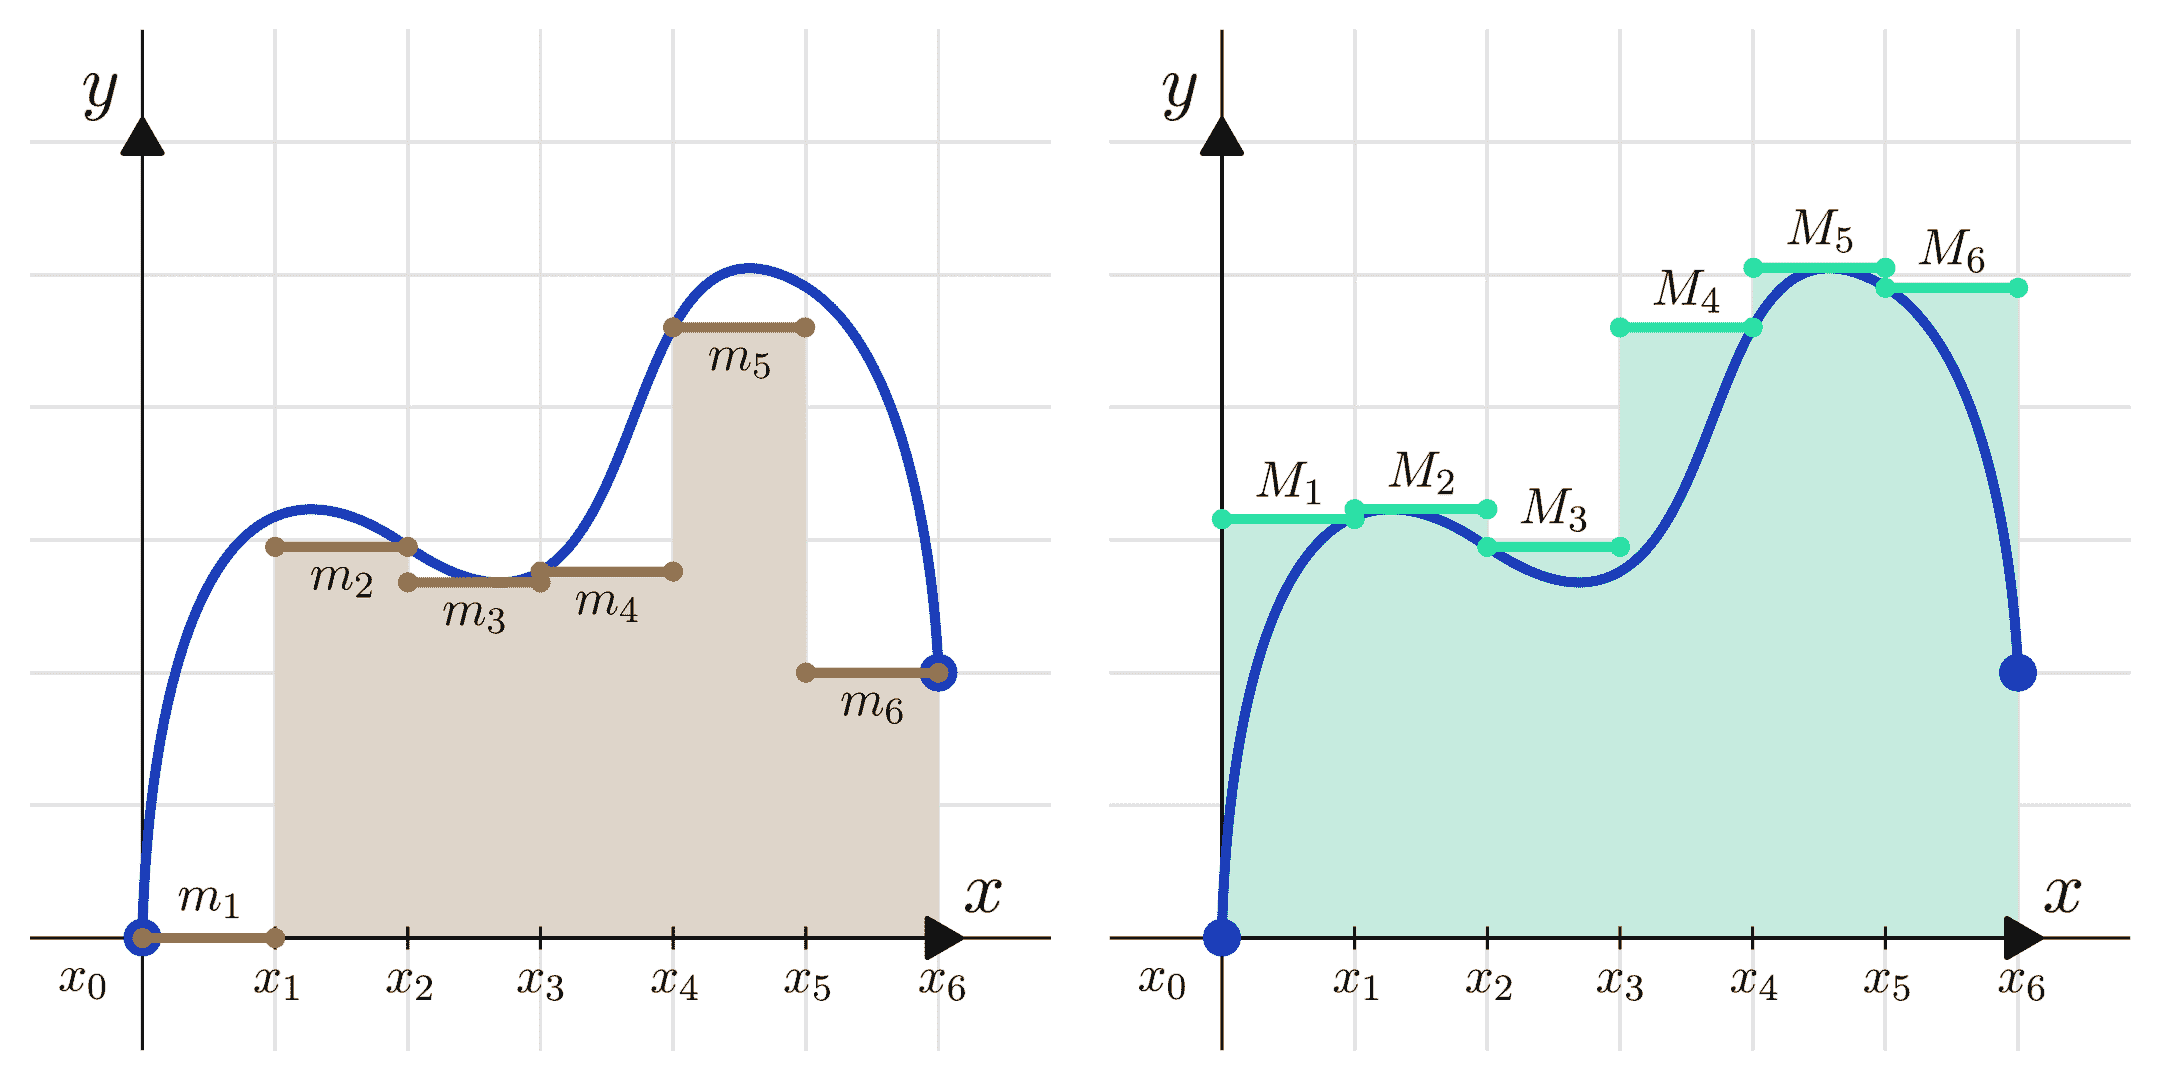 y
m₅
m₂
m₃
m₄
m₆
m₁
x
x₀ x₁ x₂ x₃ x₄ x₅ x₆
y
M₅
M₆
M₄
M₁
M₂
M₃
x
x₀ x₁ x₂ x₃ x₄ x₅ x₆